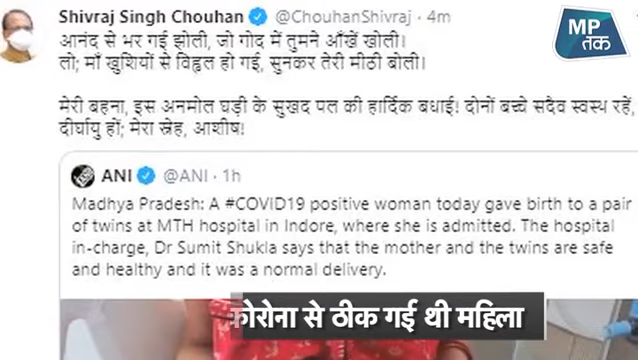 Shivraj Singh Chouhan @ChouhanShivraj · 4m
आनंद से भर गई झोली, जो गोद में तुमने आँखें खोली।
लो; माँ खुशियों से विह्वल हो गई, सुनकर तेरी मीठी बोली।
मेरी बहना, इस अनमोल घड़ी के सुखद पल की हार्दिक बधाई! दोनों बच्चे सदैव स्वस्थ रहें,
दीर्घायु हों; मेरा स्नेह, आशीष!
MP
तक
ANI @ANI · 1h
Madhya Pradesh: A #COVID19 positive woman today gave birth to a pair
of twins at MTH hospital in Indore, where she is admitted. The hospital
in-charge, Dr Sumit Shukla says that the mother and the twins are safe
and healthy and it was a normal delivery.
कोरोना से ठीक गई थी महिला